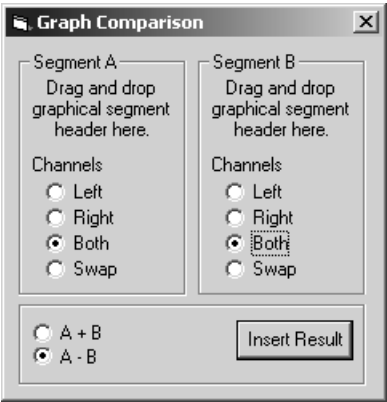 Graph Comparison
Segment A
Drag and drop
graphical segment
header here.
Channels
Left
Right
Both
Swap
Segment B
Drag and drop
graphical segment
header here.
Channels
Left
Right
Both
Swap
A + B
A - B
Insert Result